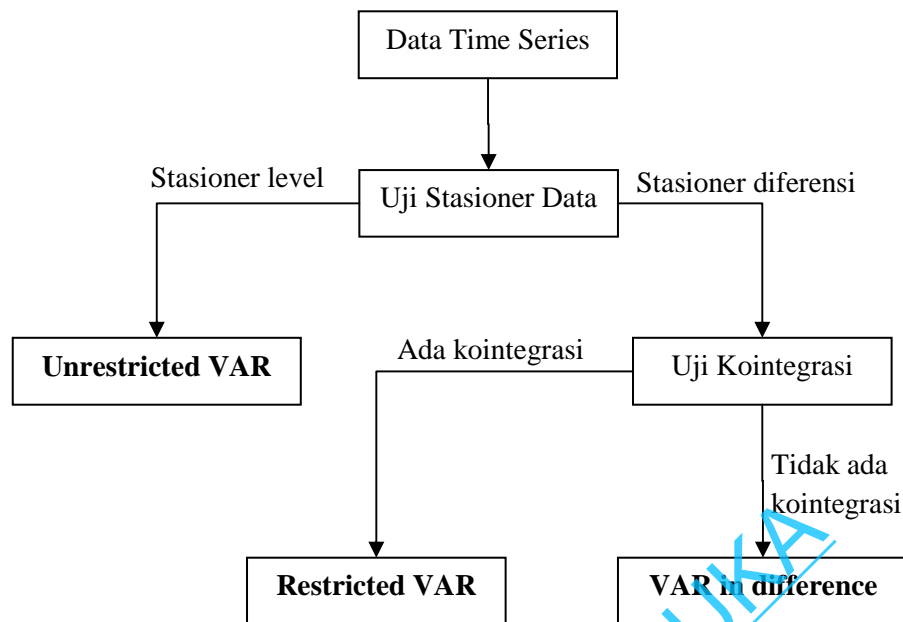 Data Time Series
Stasioner level
Uji Stasioner Data
Stasioner diferensi
Unrestricted VAR
Ada kointegrasi
Uji Kointegrasi
Tidak ada
kointegrasi
Restricted VAR
VAR in difference
UKA